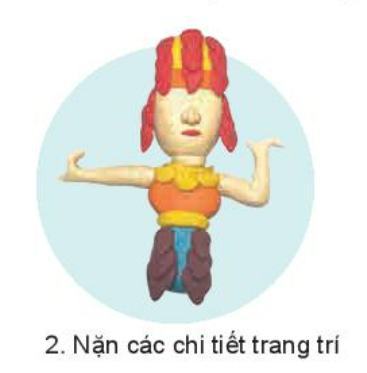 2. Nặn các chi tiết trang trí